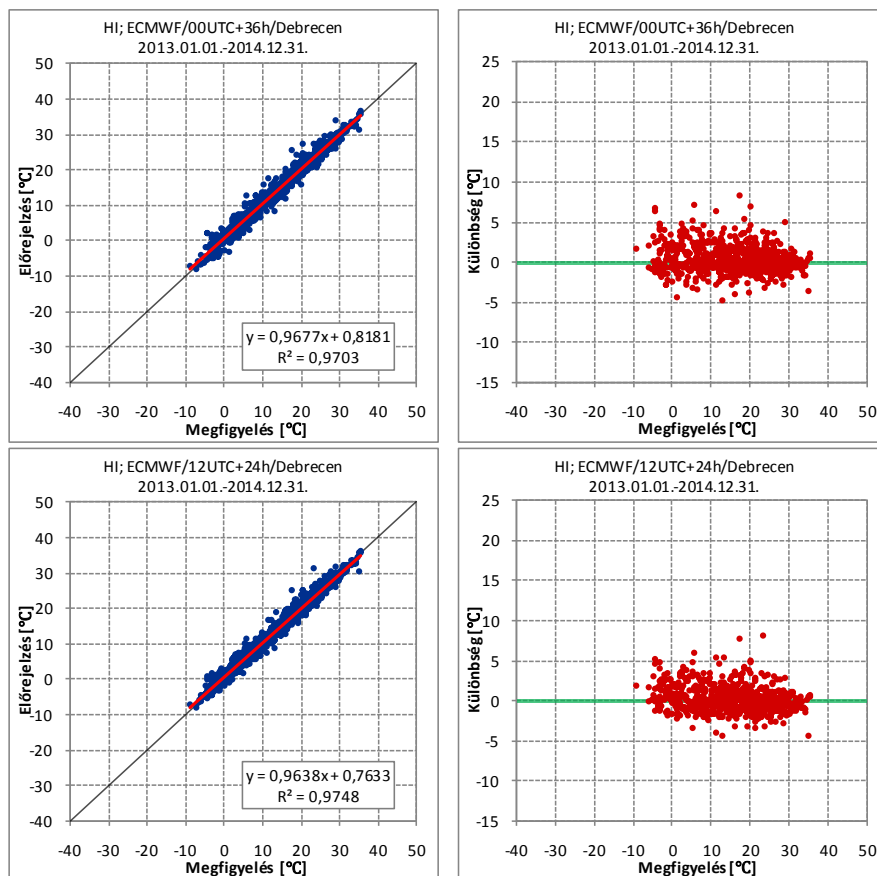 HI; ECMWF/00UTC+36h/Debrecen
2013.01.01.-2014.12.31.
50
40
30
20
10
0
-10
-20
-30
-40
Előrejelzés [°C]
y = 0,9677x + 0,8181
R² = 0,9703
-40 -30 -20 -10 0 10 20 30 40 50
Megfigyelés [°C]
HI; ECMWF/00UTC+36h/Debrecen
2013.01.01.-2014.12.31.
25
20
15
10
5
0
-5
-10
-15
Különbség [°C]
-40 -30 -20 -10 0 10 20 30 40 50
Megfigyelés [°C]
HI; ECMWF/12UTC+24h/Debrecen
2013.01.01.-2014.12.31.
50
40
30
20
10
0
-10
-20
-30
-40
Előrejelzés [°C]
y = 0,9638x + 0,7633
R² = 0,9748
-40 -30 -20 -10 0 10 20 30 40 50
Megfigyelés [°C]
HI; ECMWF/12UTC+24h/Debrecen
2013.01.01.-2014.12.31.
25
20
15
10
5
0
-5
-10
-15
Különbség [°C]
-40 -30 -20 -10 0 10 20 30 40 50
Megfigyelés [°C]